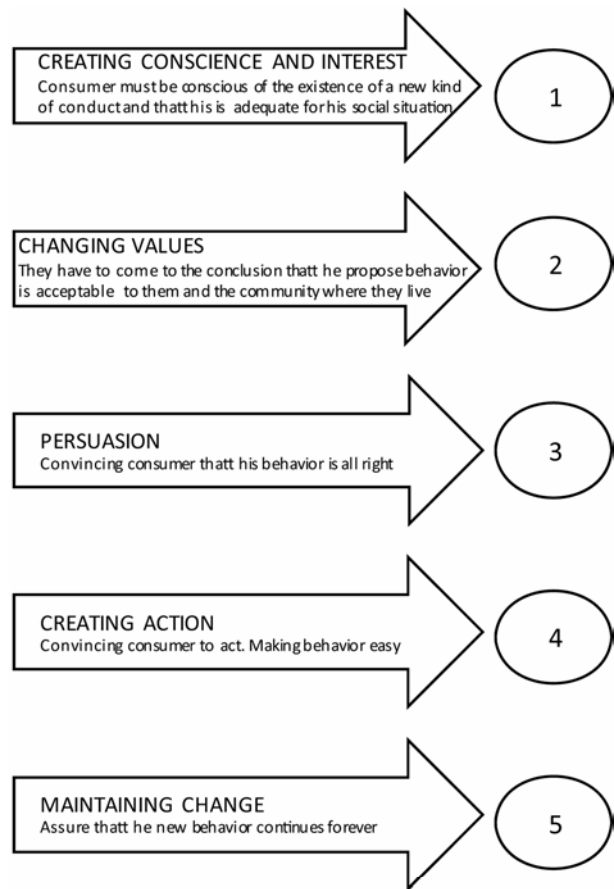 CREATING CONSCIENCE AND INTEREST
Consumer must be conscious of the existence of a new kind
of conduct and thatt his is adequate for his social situation.
1
CHANGING VALUES
They have to come to the conclusion thatt he propose behavior
is acceptable to them and the community where they live
2
PERSUASION
Convincing consumer thatt his behavior is all right
3
CREATING ACTION
Convincing consumer to act. Making behavior easy
4
MAINTAINING CHANGE
Assure thatt he new behavior continues forever
5